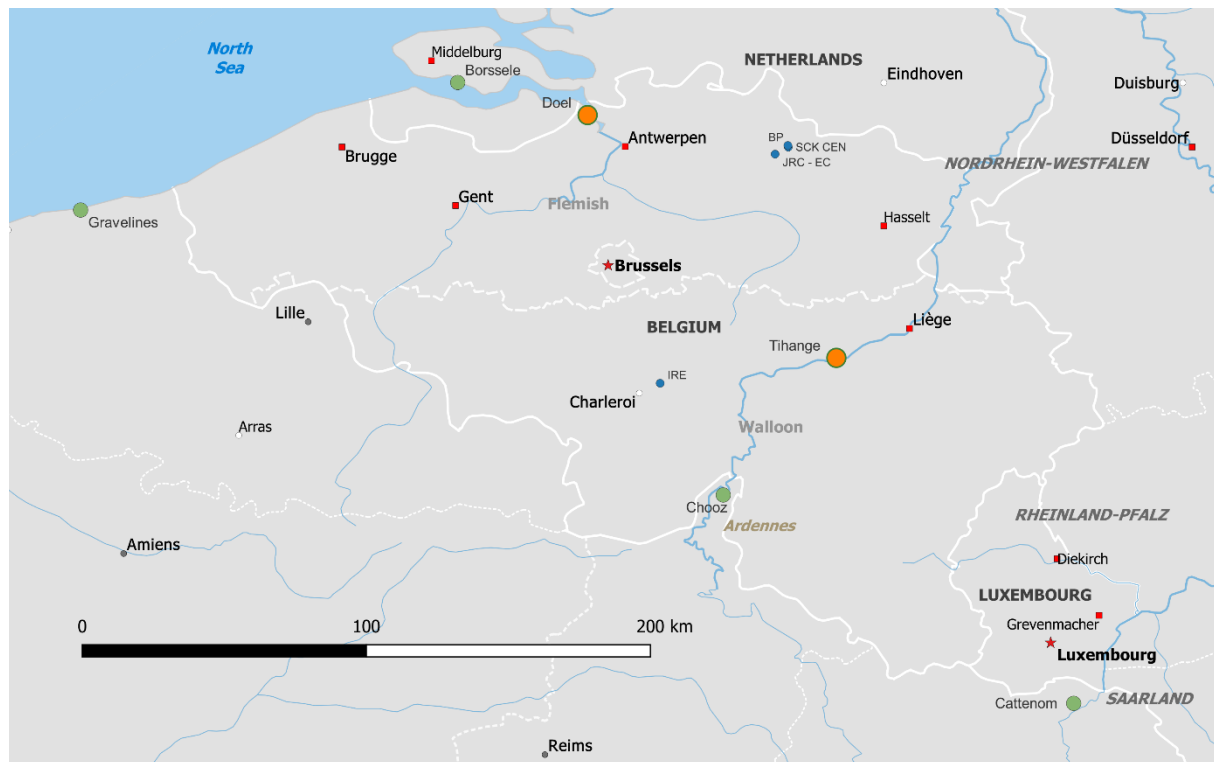 North
Sea
Middelburg
Borssele
NETHERLANDS
Eindhoven
Duisburg
Doel
Antwerpen
BP
SCK CEN
JRC - EC
Düsseldorf
Brugge
NORDRHEIN-WESTFALEN
Gent
Flemish
Gravelines
Hasselt
Brussels
Lille
BELGIUM
Liège
Tihange
IRE
Charleroi
Arras
Walloon
Chooz
Ardennes
RHEINLAND-PFALZ
Amiens
Diekirch
LUXEMBOURG
Grevenmacher
0 100 200 km
Luxembourg
Cattenom
SAARLAND
Reims